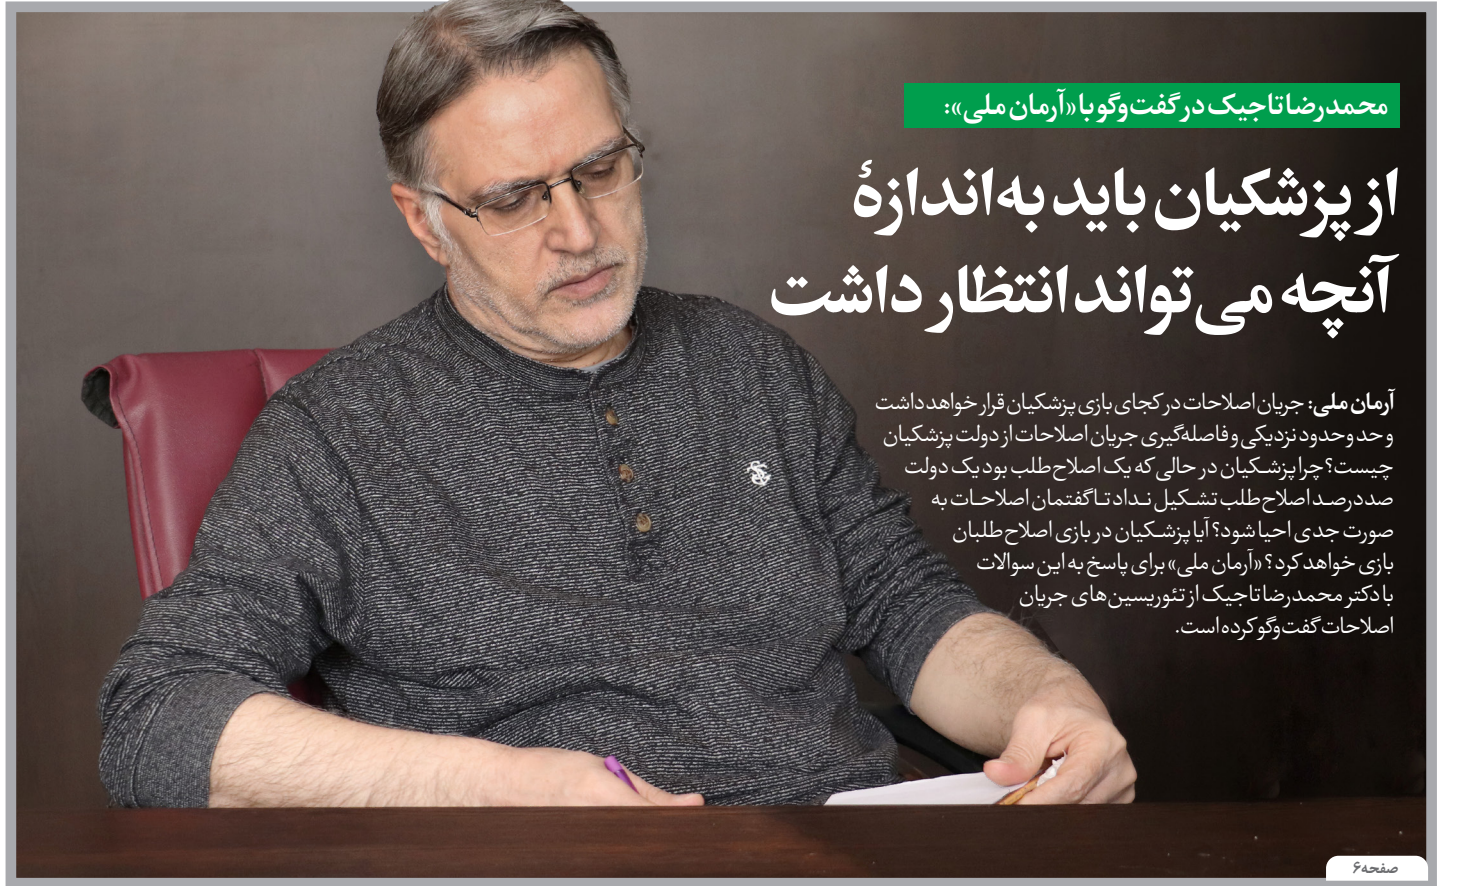 محمدرضا تاجیک در گفت‌وگو با «آرمان ملی»:
از پزشکیان باید به‌اندازهٔ
آنچه می‌تواند انتظار داشت
آرمان ملی: جریان اصلاحات در کجای بازی پزشکیان قرار خواهد داشت
و حد و حدود نزدیکی و فاصله‌گیری جریان اصلاحات از دولت پزشکیان
چیست؟ چرا پزشکیان در حالی که یک اصلاح‌طلب بود یک دولت
صددرصد اصلاح‌طلب تشکیل نداد تا گفتمان اصلاحات به
صورت جدی احیا شود؟ آیا پزشکیان در بازی اصلاح‌طلبان
بازی خواهد کرد؟ «آرمان ملی» برای پاسخ به این سوالات
با دکتر محمدرضا تاجیک از تئوریسین‌های جریان
اصلاحات گفت‌وگو کرده است.
صفحه۶